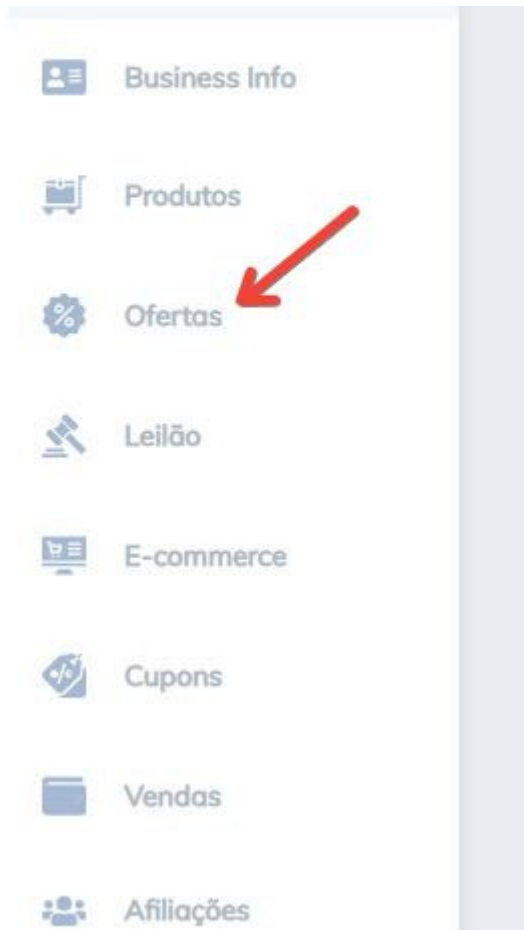 Business Info
Produtos
Ofertas
Leilão
E-commerce
Cupons
Vendas
Afiliações